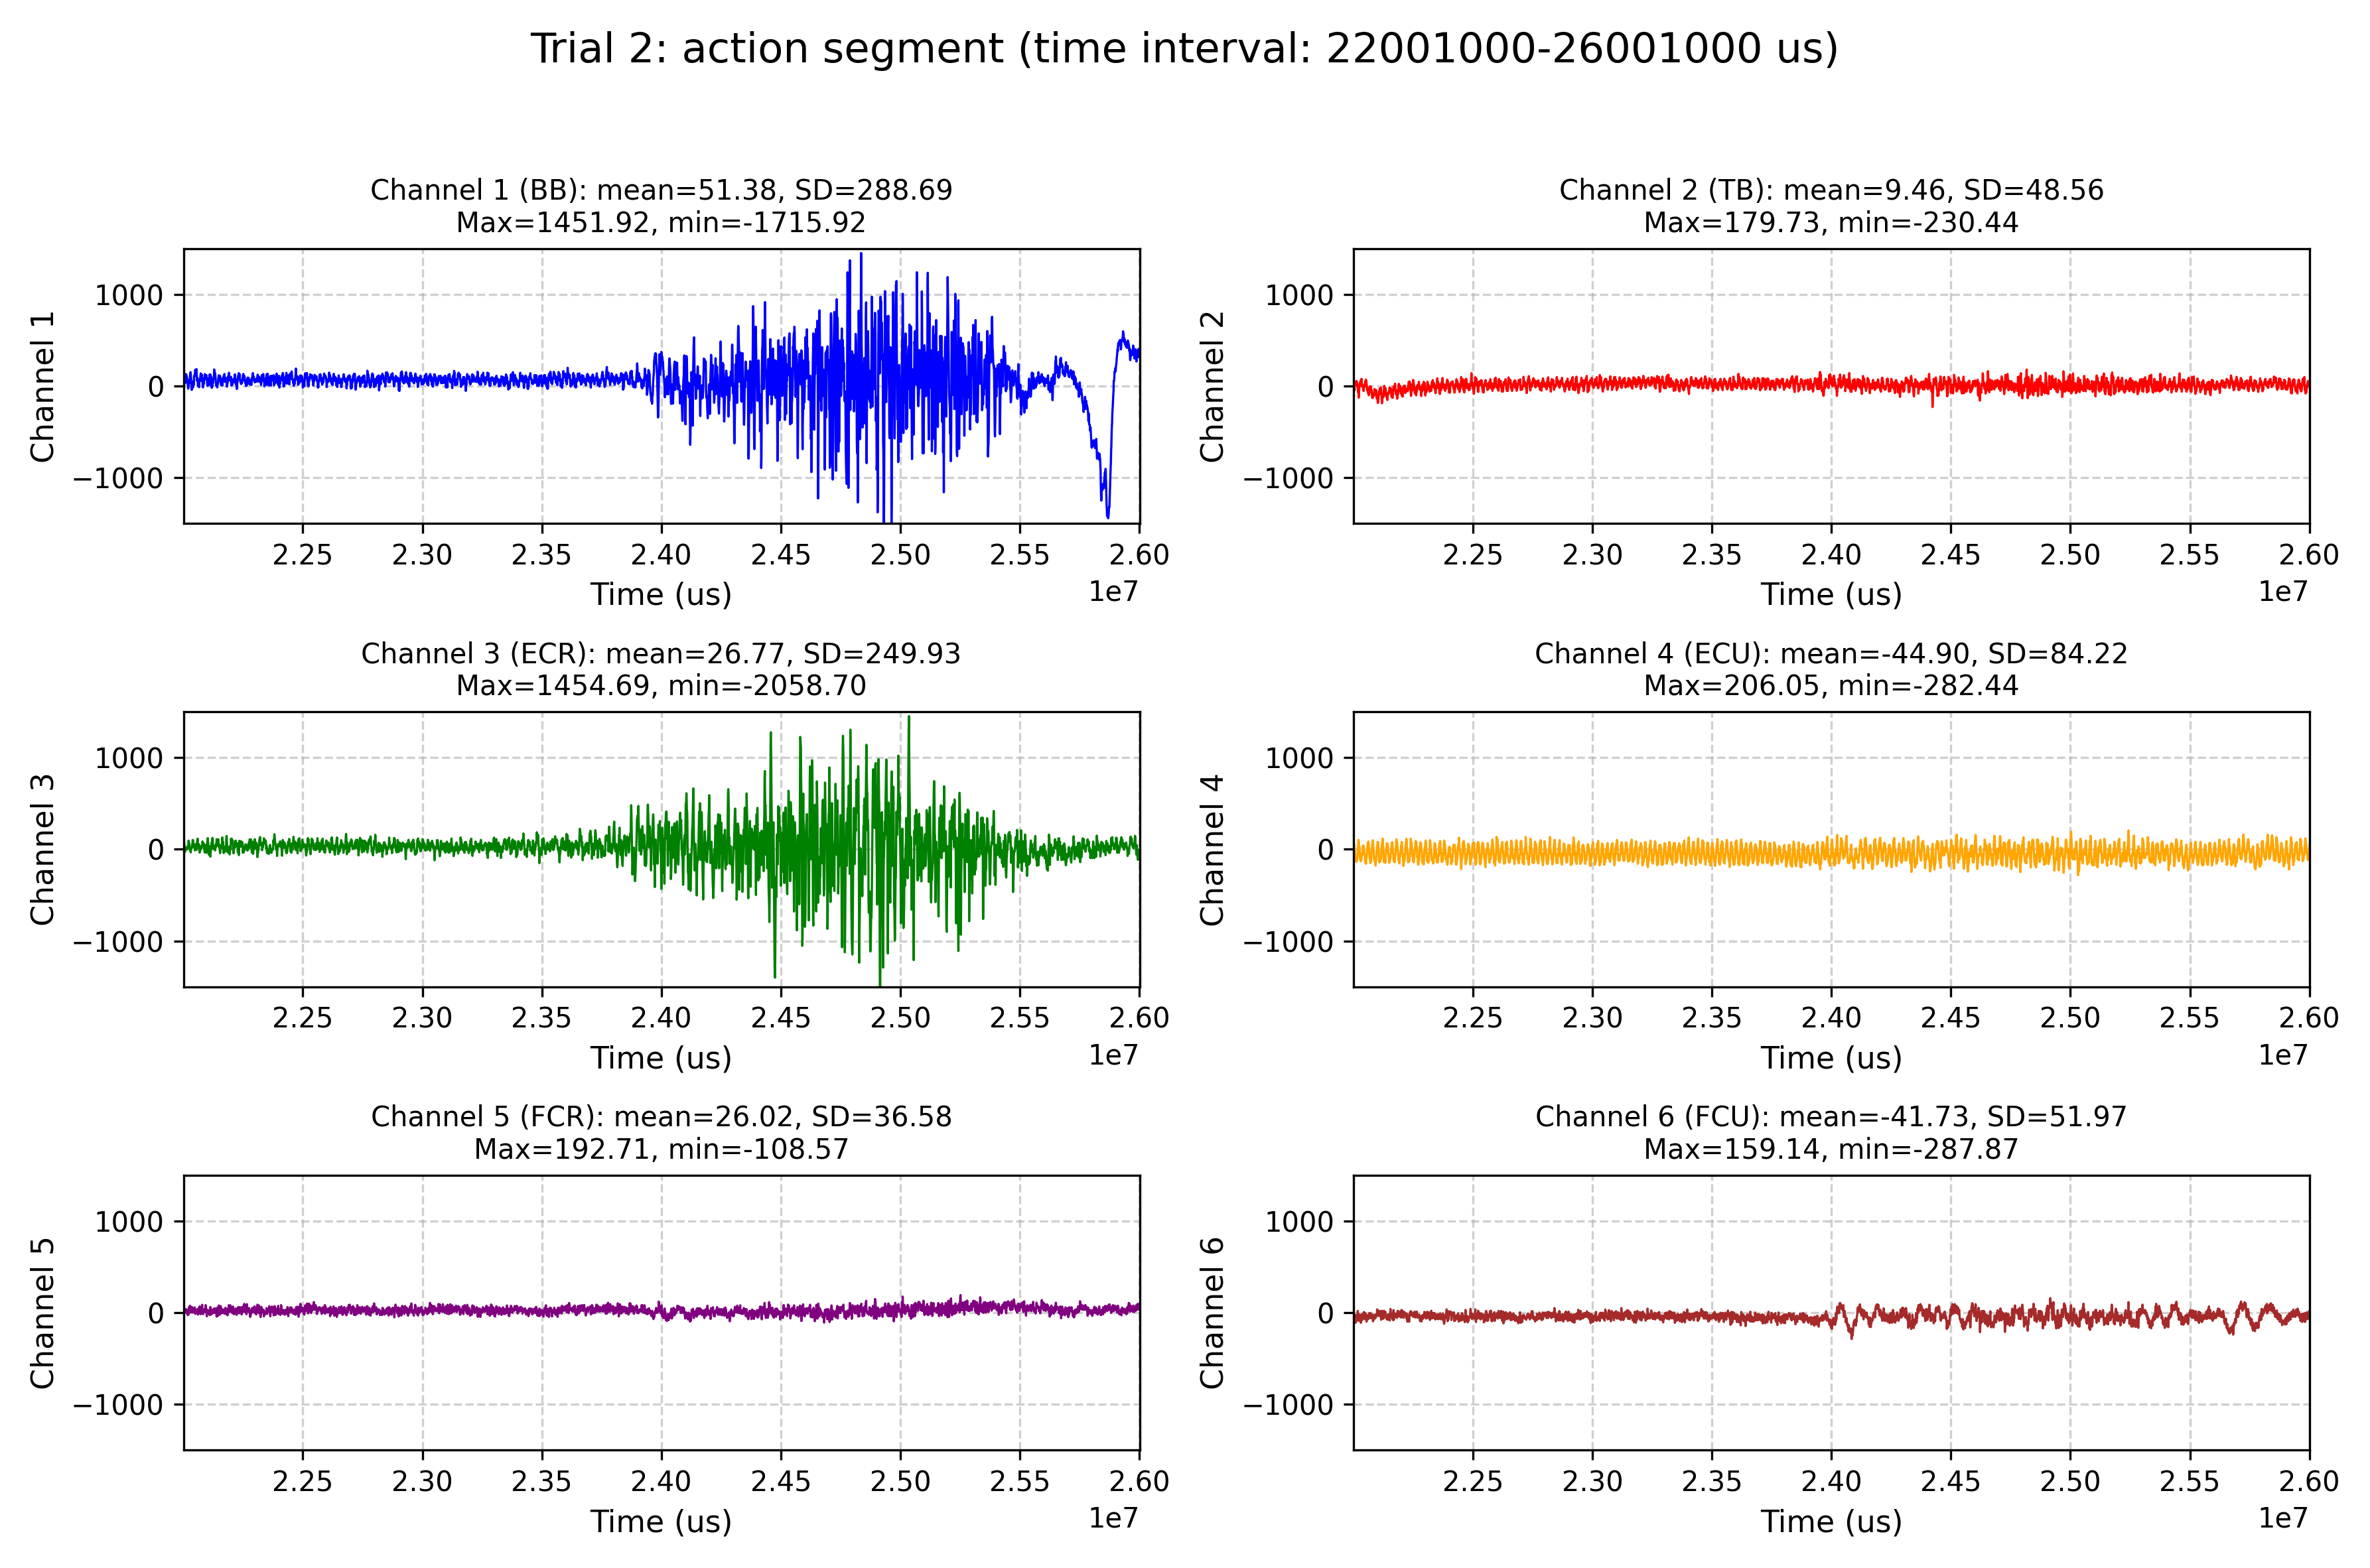 Trial 2: action segment (time interval: 22001000-26001000 us)
Channel 1 (BB): mean=51.38, SD=288.69
Max=1451.92, min=-1715.92
Channel 1
1000
0
−1000
2.25 2.30 2.35 2.40 2.45 2.50 2.55 2.60
1e7
Time (us)
Channel 2 (TB): mean=9.46, SD=48.56
Max=179.73, min=-230.44
Channel 2
1000
0
−1000
2.25 2.30 2.35 2.40 2.45 2.50 2.55 2.60
1e7
Time (us)
Channel 3 (ECR): mean=26.77, SD=249.93
Max=1454.69, min=-2058.70
Channel 3
1000
0
−1000
2.25 2.30 2.35 2.40 2.45 2.50 2.55 2.60
1e7
Time (us)
Channel 4 (ECU): mean=-44.90, SD=84.22
Max=206.05, min=-282.44
Channel 4
1000
0
−1000
2.25 2.30 2.35 2.40 2.45 2.50 2.55 2.60
1e7
Time (us)
Channel 5 (FCR): mean=26.02, SD=36.58
Max=192.71, min=-108.57
Channel 5
1000
0
−1000
2.25 2.30 2.35 2.40 2.45 2.50 2.55 2.60
1e7
Time (us)
Channel 6 (FCU): mean=-41.73, SD=51.97
Max=159.14, min=-287.87
Channel 6
1000
0
−1000
2.25 2.30 2.35 2.40 2.45 2.50 2.55 2.60
1e7
Time (us)